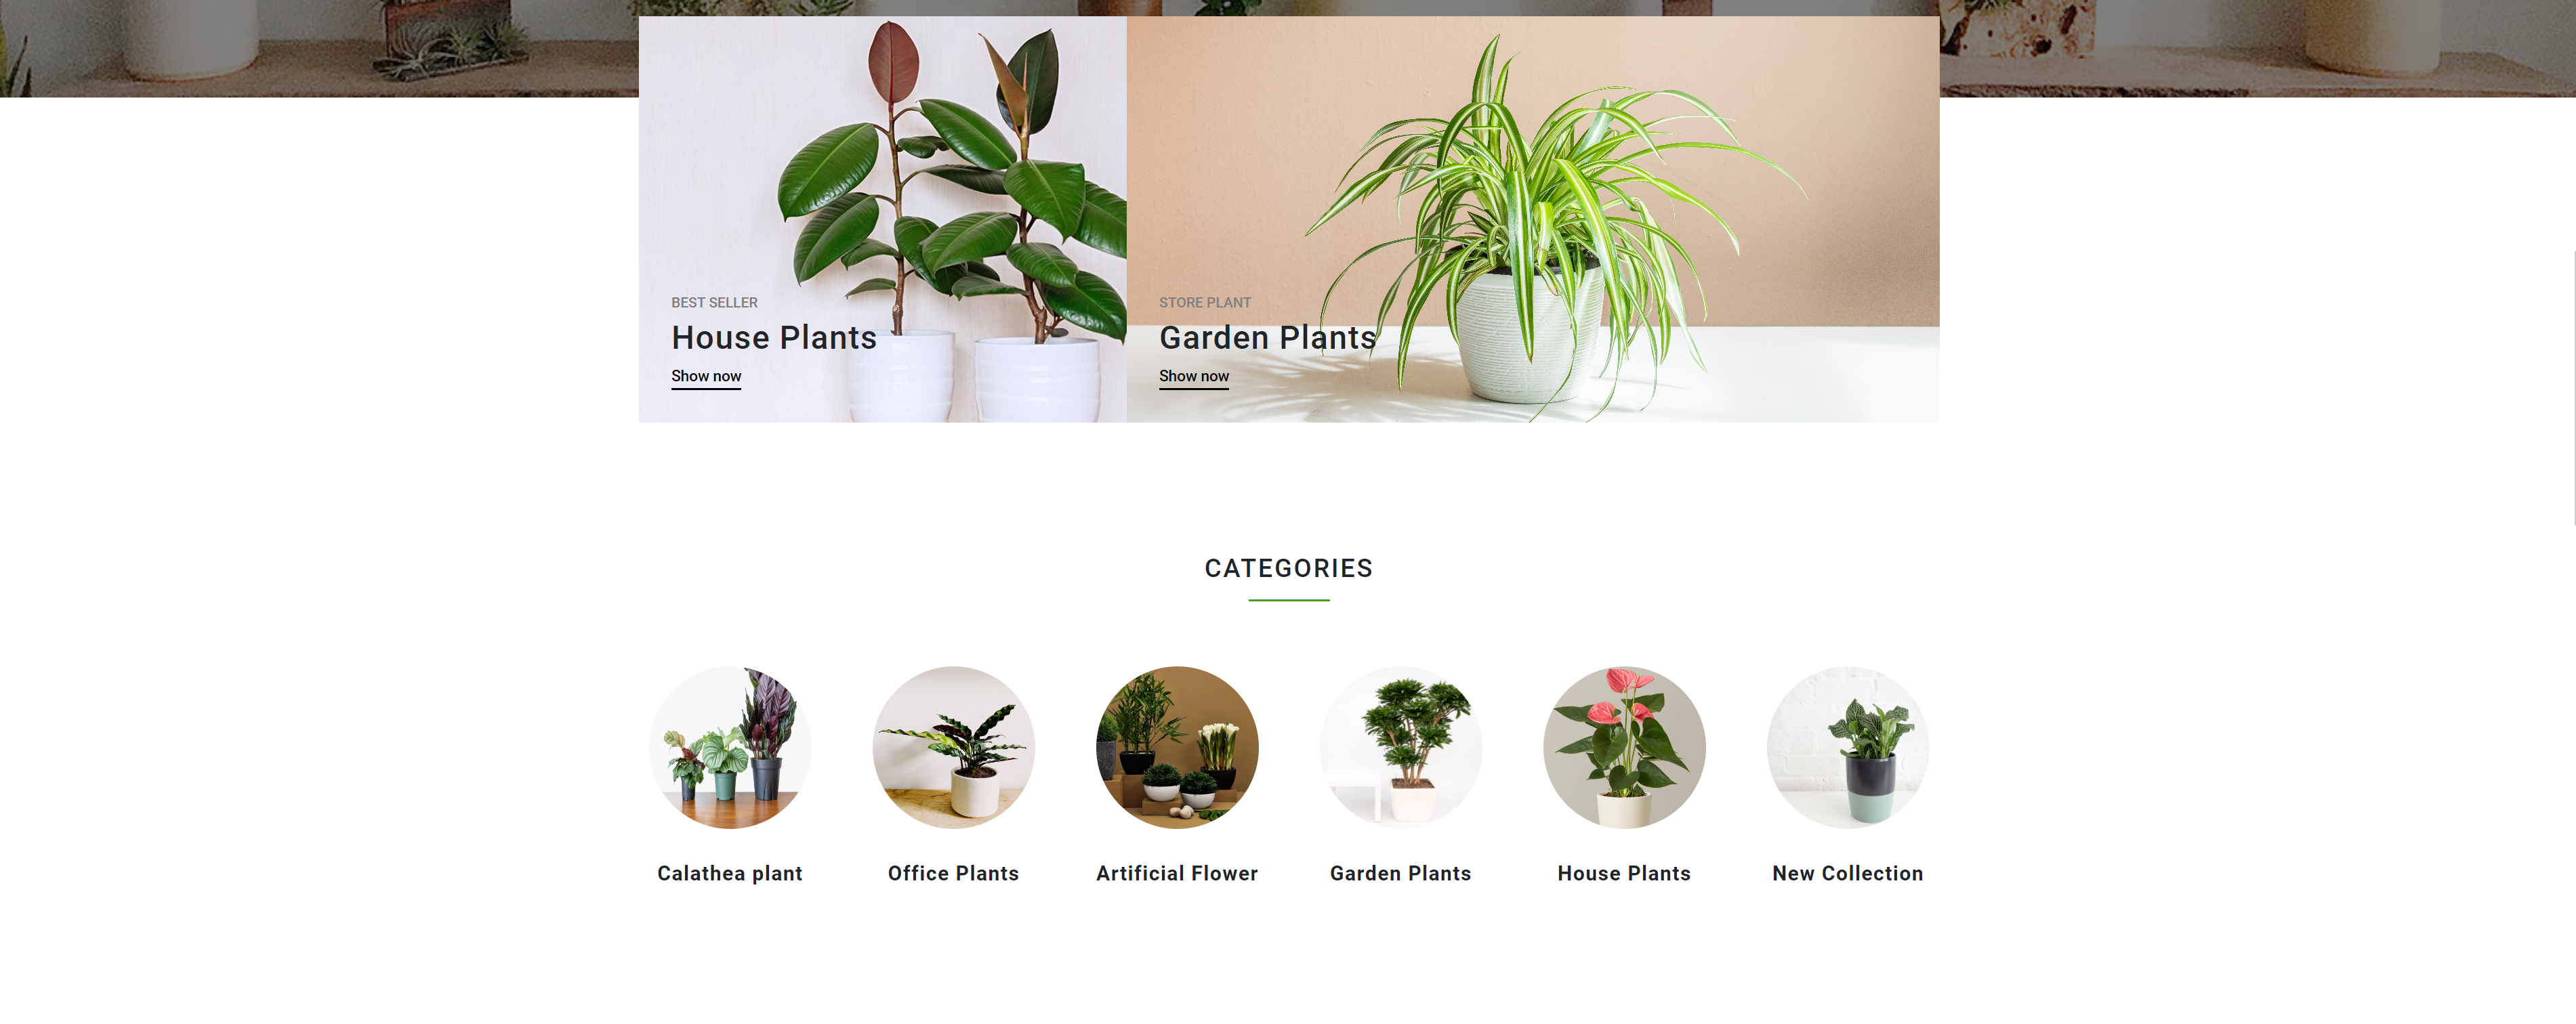 BEST SELLER
House Plants
Show now
STORE PLANT
Garden Plants
Show now
CATEGORIES
Calathea plant
Office Plants
Artificial Flower
Garden Plants
House Plants
New Collection